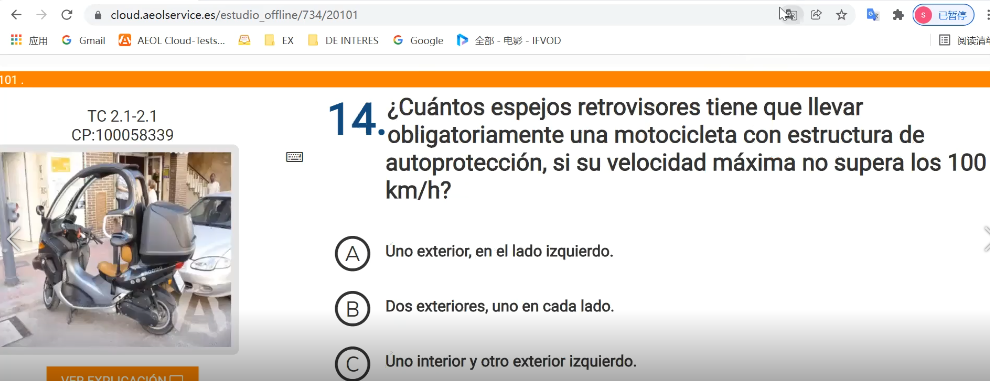 cloud.aeolservice.es/estudio_offline/734/20101
S 已暂停
应用 Gmail AEOL Cloud-Tests... EX DE INTERES Google 全部 - 电影 - IFVOD 阅读清单
101 .
TC 2.1-2.1
CP:100058339
14. ¿Cuántos espejos retrovisores tiene que llevar
obligatoriamente una motocicleta con estructura de
autoprotección, si su velocidad máxima no supera los 100
km/h?
A Uno exterior, en el lado izquierdo.
B Dos exteriores, uno en cada lado.
C Uno interior y otro exterior izquierdo.
VER EXPLICACIÓN